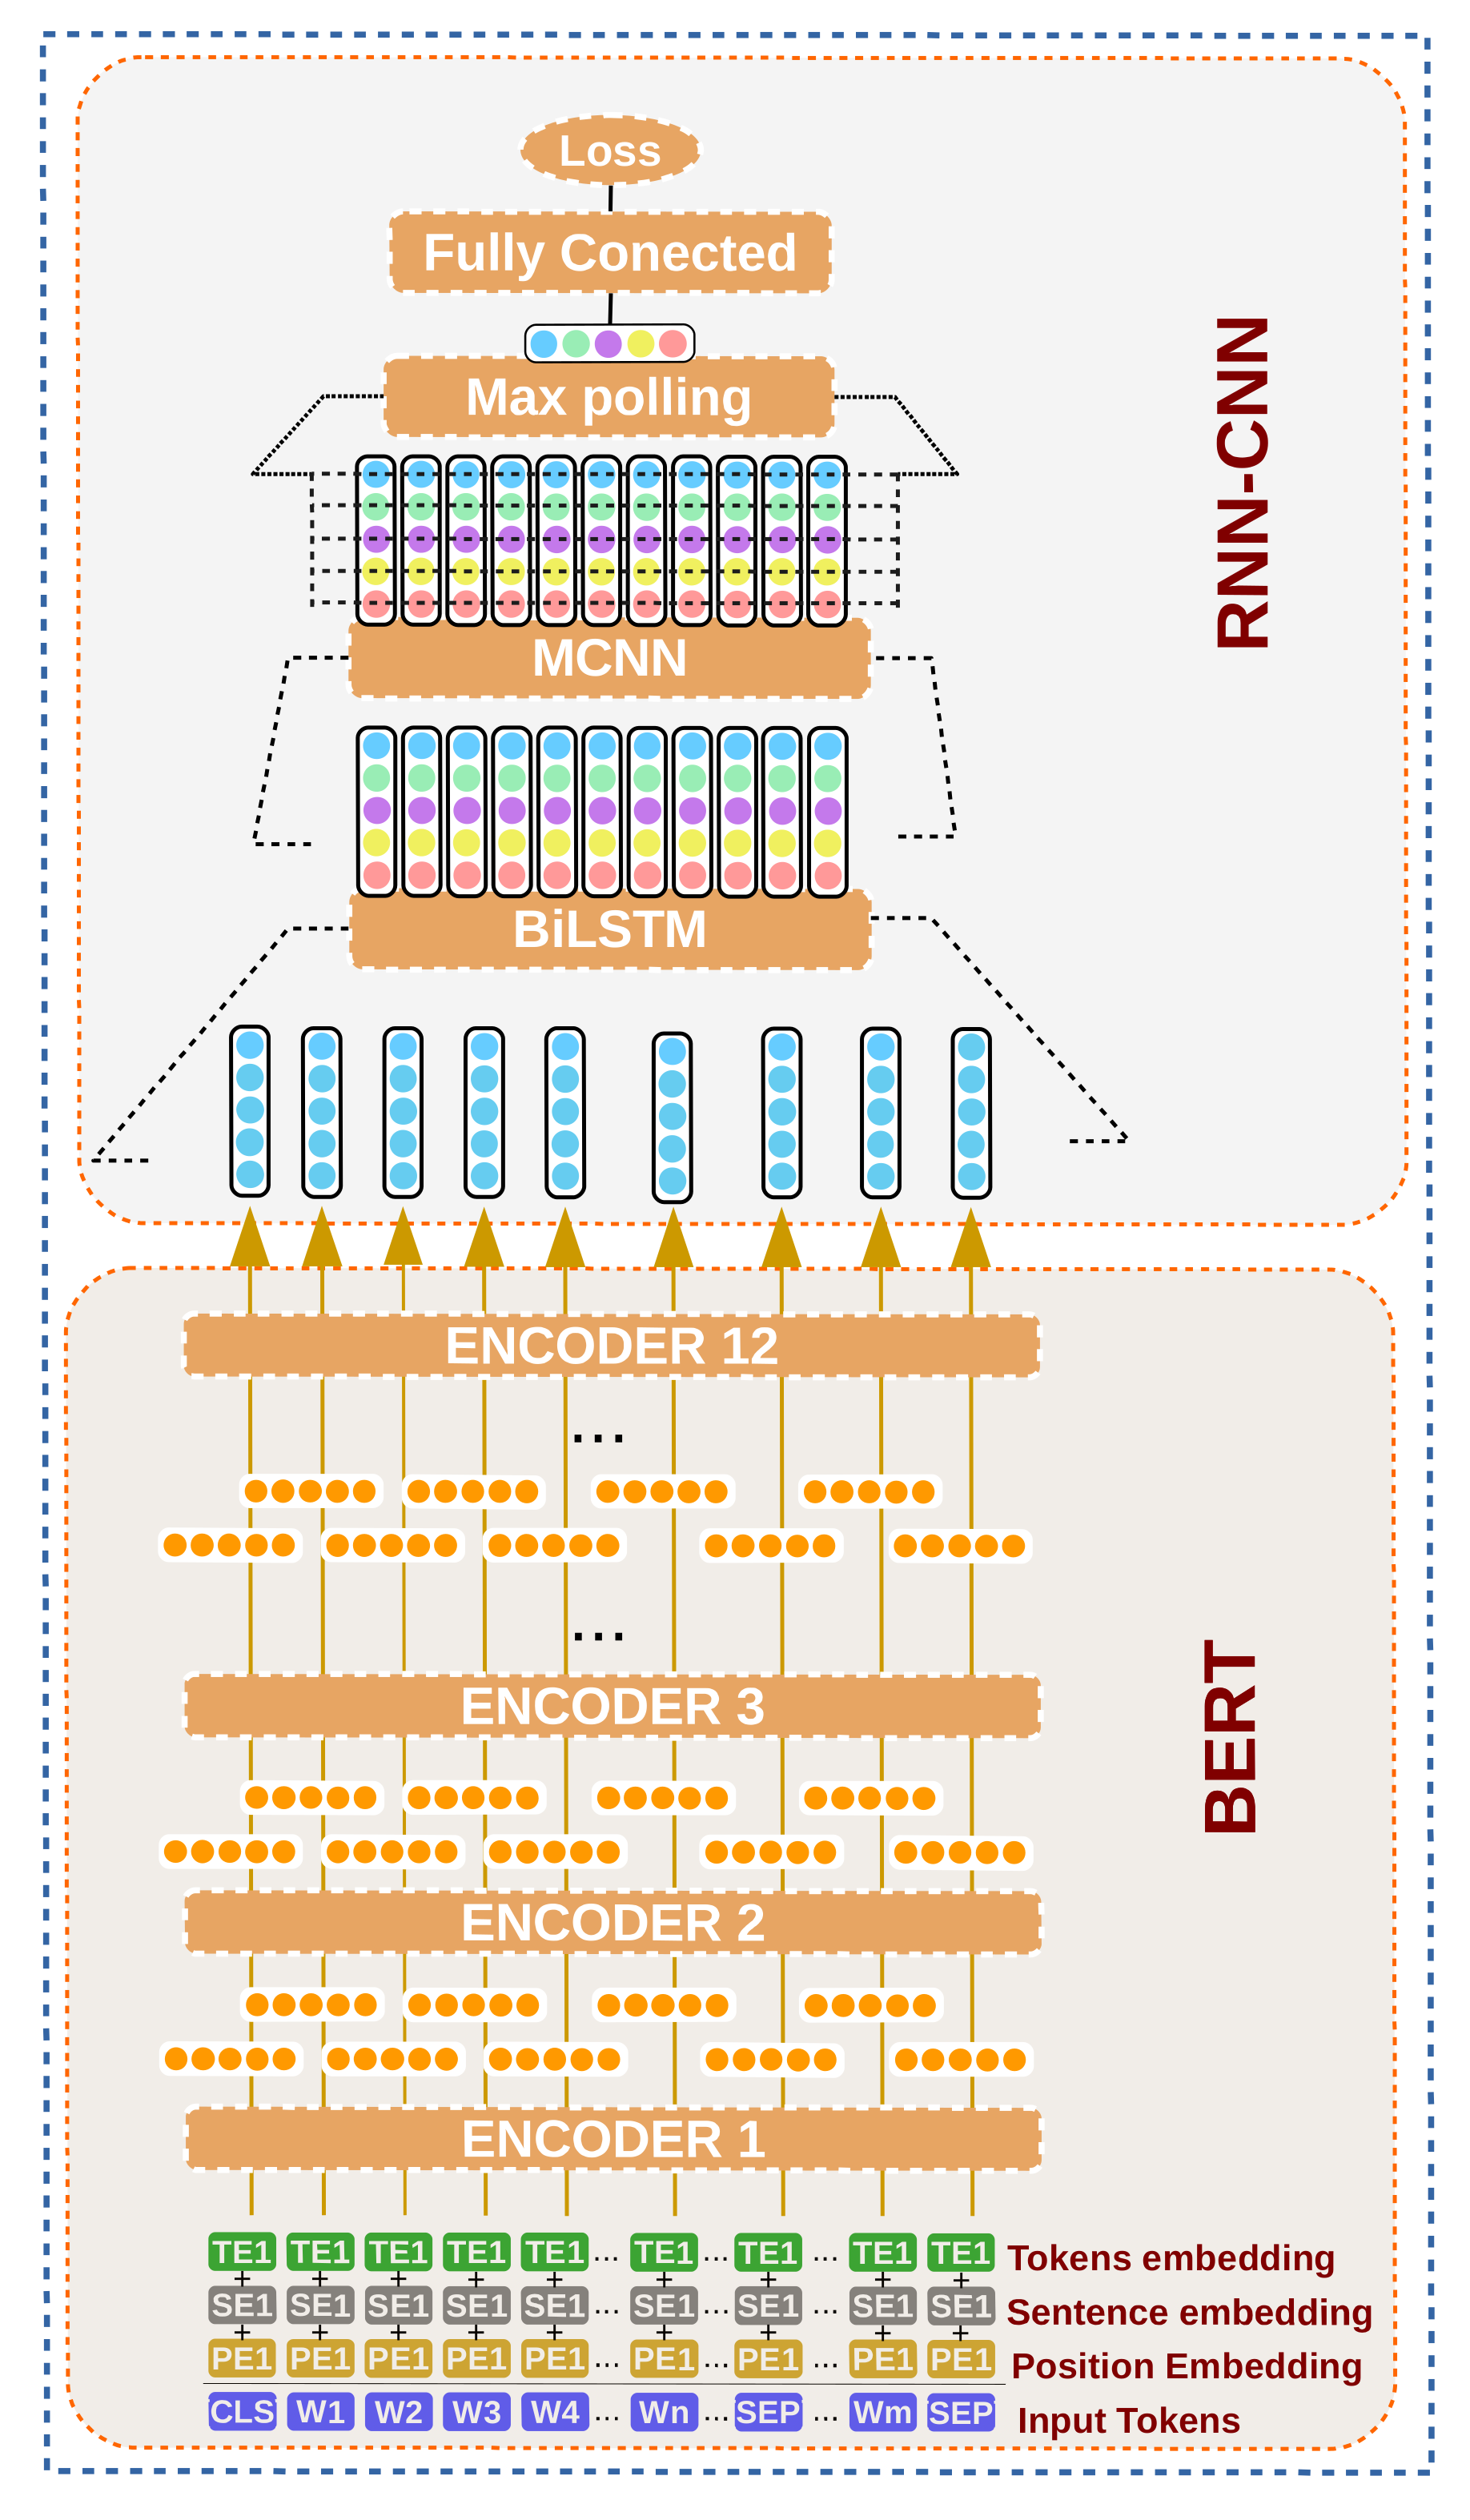 Loss
Fully Conected
Max polling
MCNN
BiLSTM
RNN-CNN
ENCODER 12
...
...
ENCODER 3
ENCODER 2
ENCODER 1
BERT
TE1 TE1 TE1 TE1 TE1 ... TE1 ... TE1 ... TE1 TE1 Tokens embedding
+ + + + + + + + +
SE1 SE1 SE1 SE1 SE1 ... SE1 ... SE1 ... SE1 SE1 Sentence embedding
+ + + + + + + + +
PE1 PE1 PE1 PE1 PE1 ... PE1 ... PE1 ... PE1 PE1 Position Embedding
CLS W1 W2 W3 W4 ... Wn ... SEP ... Wm SEP Input Tokens